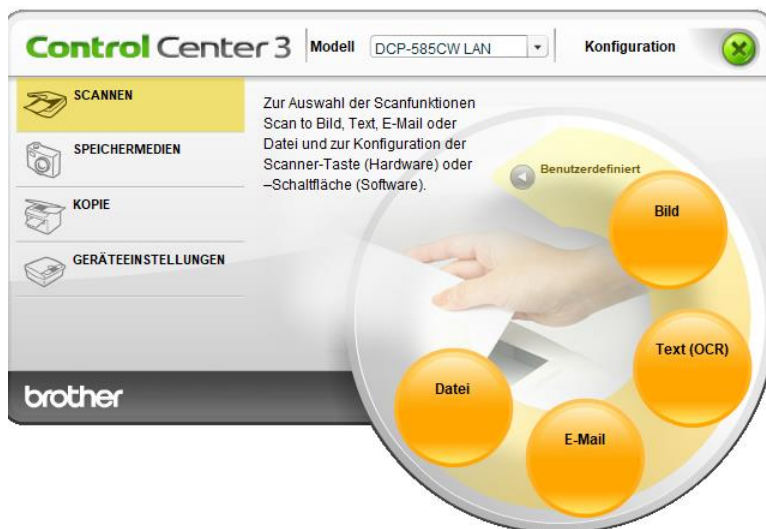 Control Center 3
Modell
DCP-585CW LAN
Konfiguration
SCANNEN
SPEICHERMEDIEN
KOPIE
GERÄTEEINSTELLUNGEN
Zur Auswahl der Scanfunktionen
Scan to Bild, Text, E-Mail oder
Datei und zur Konfiguration der
Scanner-Taste (Hardware) oder
–Schaltfläche (Software).
Benutzerdefiniert
Bild
Text (OCR)
E-Mail
Datei
brother